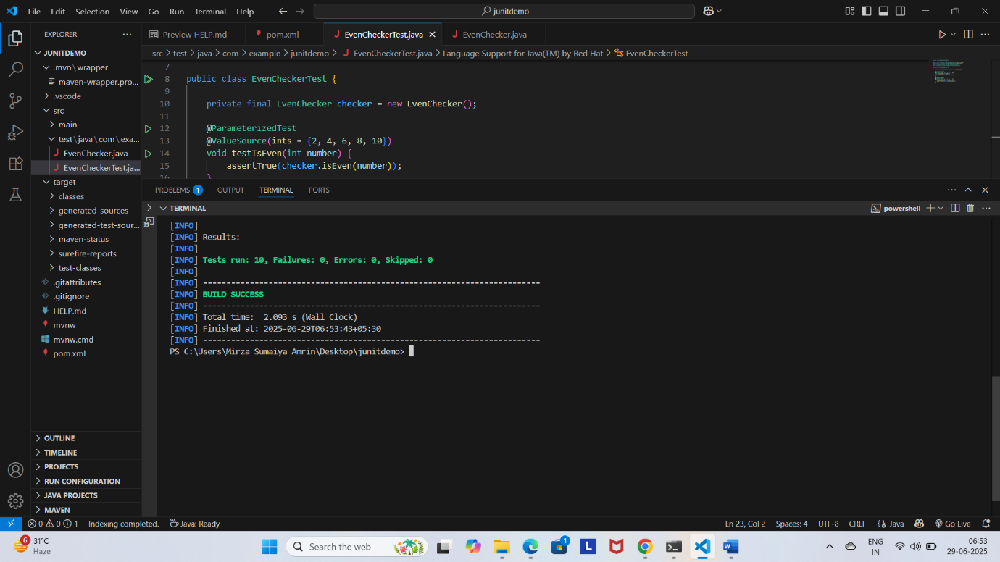 File Edit Selection View Go Run Terminal Help
junitdemo
EXPLORER
Preview HELP.md
pom.xml
EvenCheckerTest.java
EvenChecker.java
src > test > java > com > example > junitdemo > EvenCheckerTest.java > Language Support for Java(TM) by Red Hat > EvenCheckerTest
JUNITDEMO
.mvn\wrapper
maven-wrapper.pro...
.vscode
src
main
test\java\com\exa...
EvenChecker.java
EvenCheckerTest.ja...
target
classes
generated-sources
generated-test-sour...
maven-status
surefire-reports
test-classes
.gitattributes
.gitignore
HELP.md
mvnw
mvnw.cmd
pom.xml
OUTLINE
TIMELINE
PROJECTS
RUN CONFIGURATION
JAVA PROJECTS
MAVEN
7
8 public class EvenCheckerTest {
9
10 private final EvenChecker checker = new EvenChecker();
11
12 @ParameterizedTest
13 @ValueSource(ints = {2, 4, 6, 8, 10})
14 void testIsEven(int number) {
15 assertTrue(checker.isEven(number));
16 }
PROBLEMS 1 OUTPUT TERMINAL PORTS
TERMINAL
powershell
[INFO]
[INFO] Results:
[INFO]
[INFO] Tests run: 10, Failures: 0, Errors: 0, Skipped: 0
[INFO]
[INFO] ------------------------------------------------------------------------
[INFO] BUILD SUCCESS
[INFO] ------------------------------------------------------------------------
[INFO] Total time:  2.093 s (Wall Clock)
[INFO] Finished at: 2025-06-29T06:53:43+05:30
[INFO] ------------------------------------------------------------------------
PS C:\Users\Mirza Sumaiya Amrin\Desktop\junitdemo>
0 0 1 Indexing completed. Java: Ready
Ln 23, Col 2 Spaces: 4 UTF-8 CRLF {} Java Go Live
6
31°C
Haze
Search the web
1
L
ENG
IN
06:53
29-06-2025